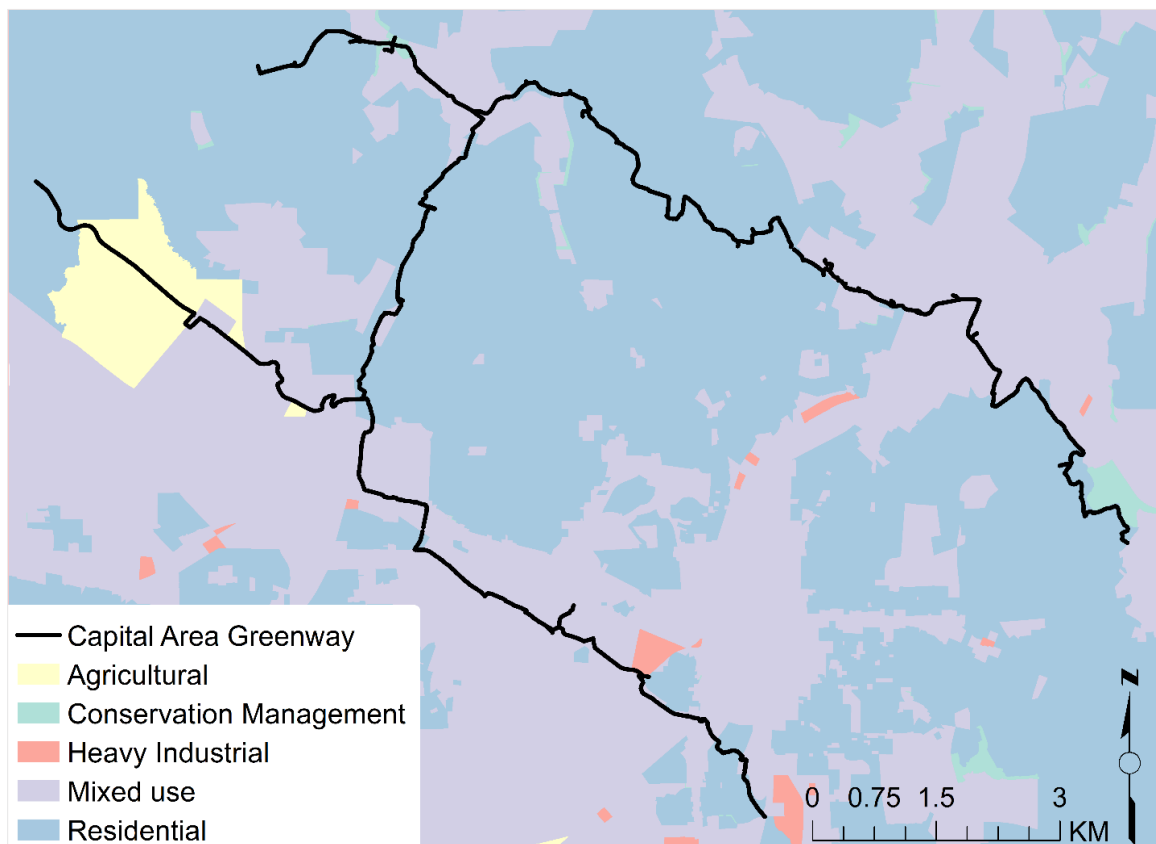 Capital Area Greenway
Agricultural
Conservation Management
Heavy Industrial
Mixed use
Residential
N
0 0.75 1.5 3
KM